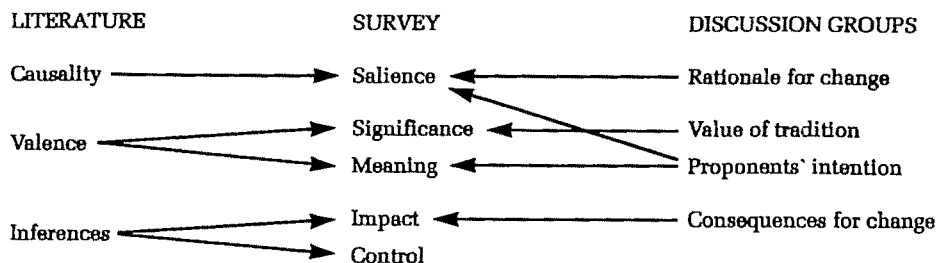 LITERATURE SURVEY DISCUSSION GROUPS
Causality Salience Rationale for change
Significance Value of tradition
Valence
Meaning Proponents` intention
Impact Consequences for change
Inferences
Control